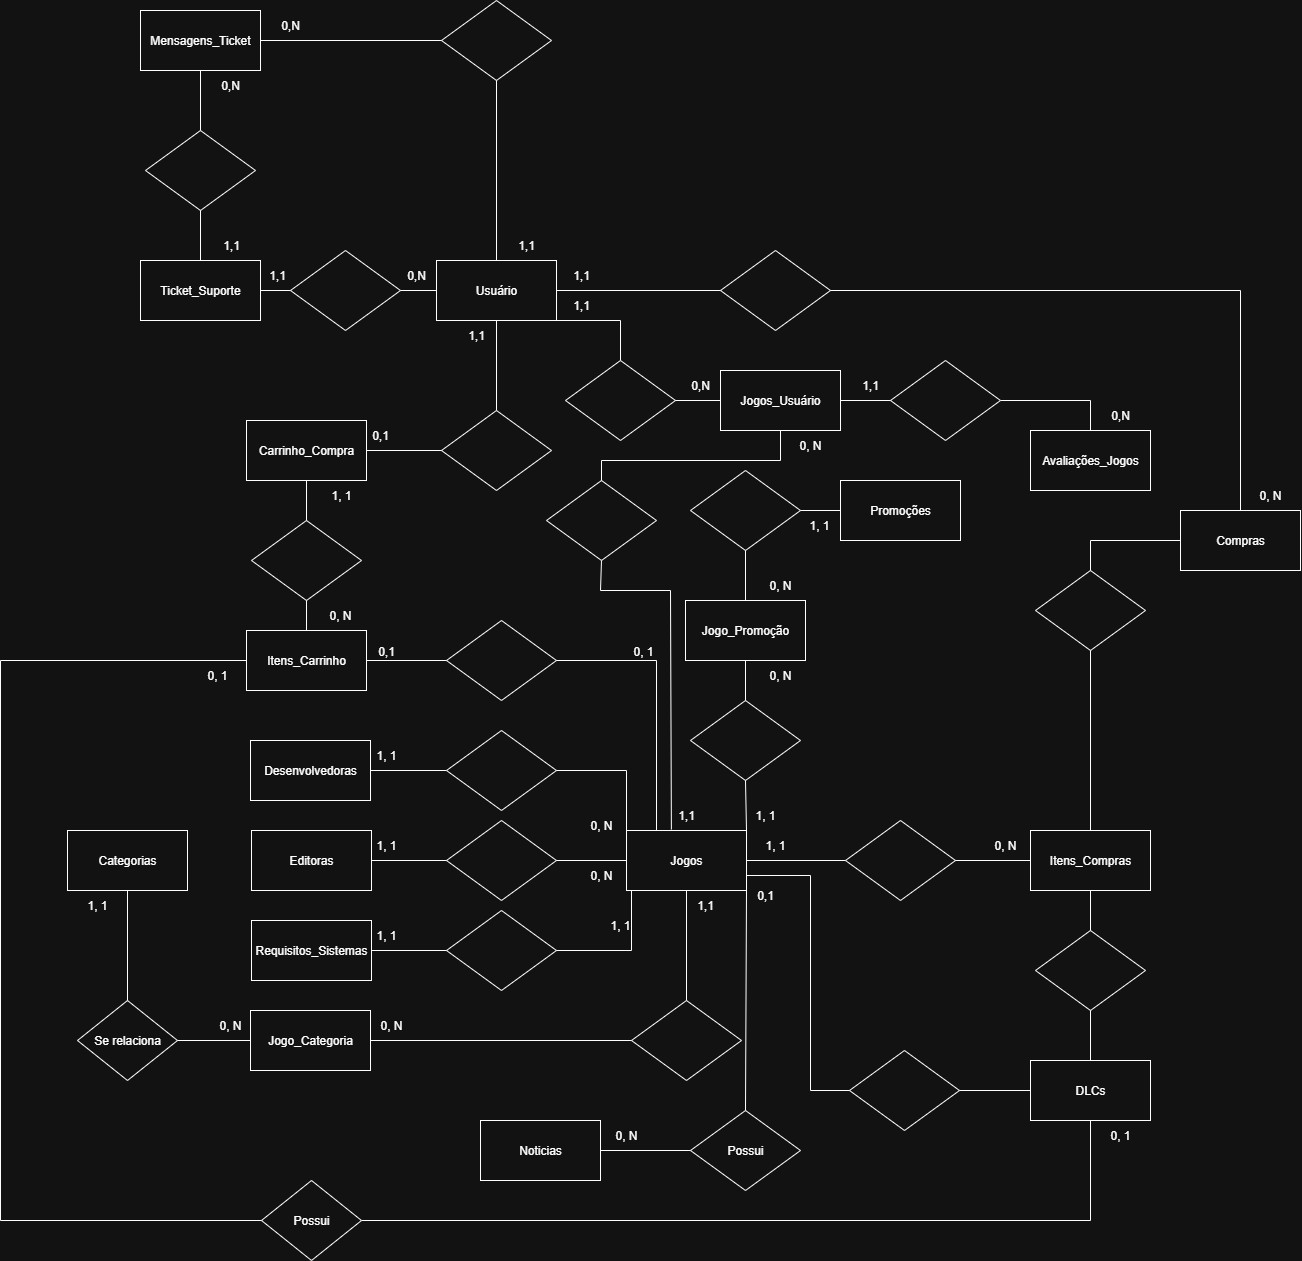 0,N
Mensagens_Ticket
0,N
1,1
1,1
1,1
0,N
1,1
Ticket_Suporte
Usuário
1,1
1,1
0,N
1,1
Jogos_Usuário
0,N
0,1
0, N
Carrinho_Compra
Avaliações_Jogos
1, 1
0, N
Promoções
1, 1
Compras
0, N
0, N
Jogo_Promoção
0,1
0, 1
Itens_Carrinho
0, 1
0, N
1, 1
Desenvolvedoras
1,1
1, 1
0, N
1, 1
1, 1
0, N
Categorias
Editoras
Jogos
Itens_Compras
0, N
0,1
1, 1
1,1
1, 1
1, 1
Requisitos_Sistemas
0, N
0, N
Se relaciona
Jogo_Categoria
DLCs
0, N
0, 1
Noticias
Possui
Possui